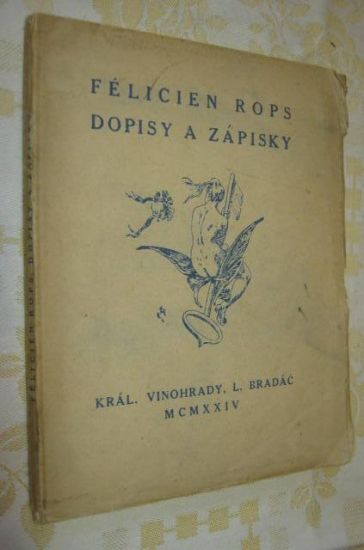 FÉLICIEN ROPS
DOPISY A ZÁPISKY
KRÁL. VINOHRADY, L. BRADÁČ
MCMXXIV
FÉLICIEN ROPS DOPISY A ZÁPISKY